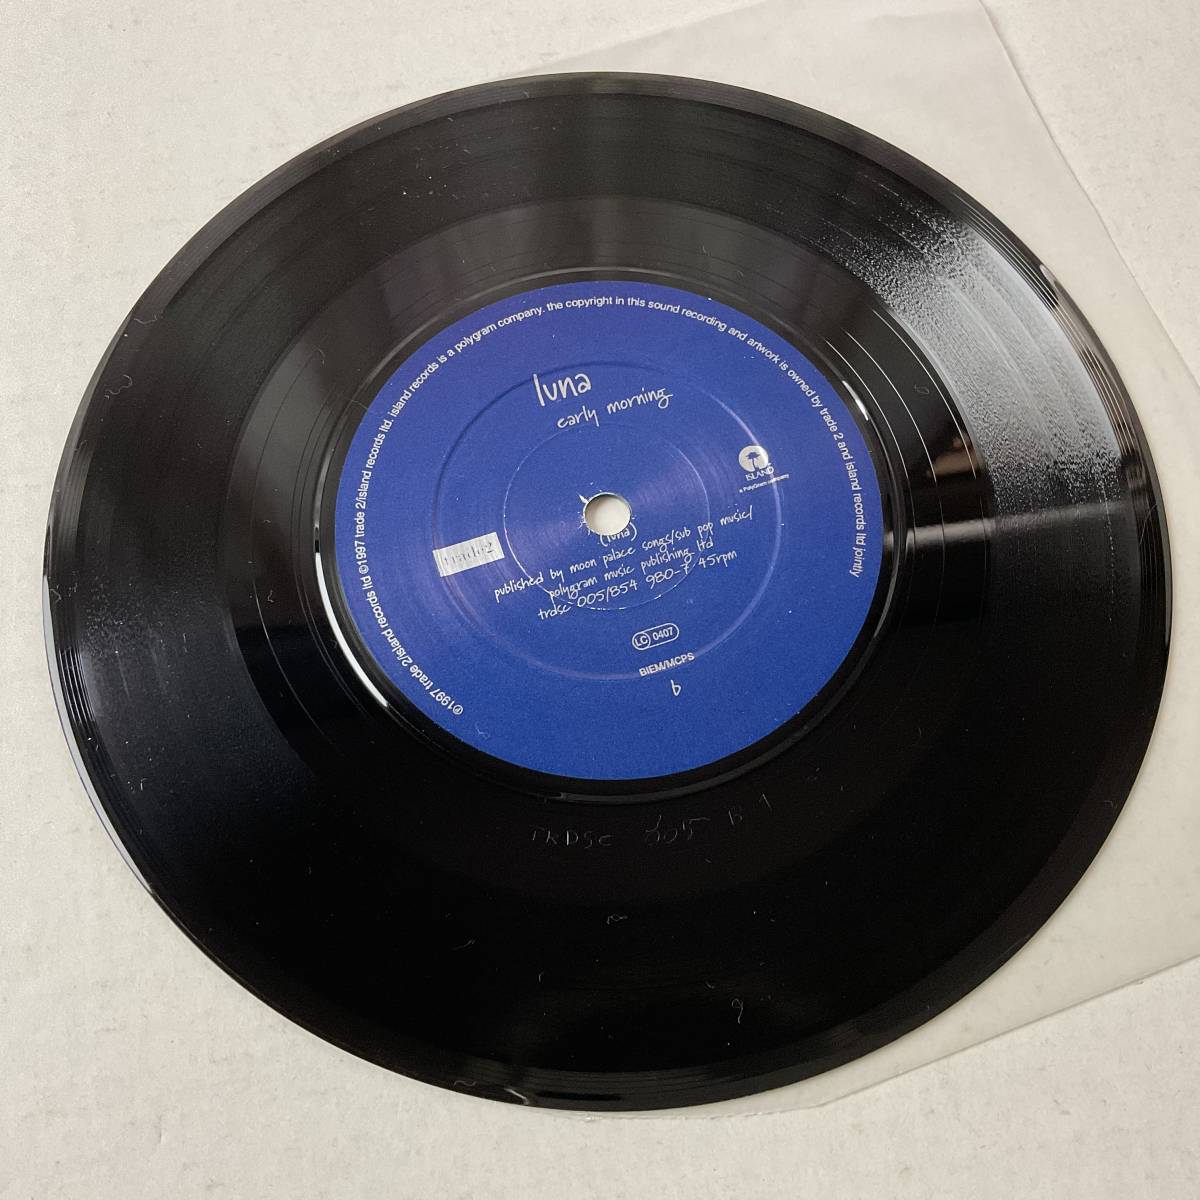 ℗1997 trade 2/island records ltd ©1997 trade 2/island records ltd. island records is a polygram company. the copyright in this sound recording and artwork is owned by trade 2 and island records ltd jointly
luna
early morning
ISLAND
a PolyGram company
trade2
(luna)
published by moon palace songs/sub pop music/
polygram music publishing ltd
trdsc 005/854 980-7 45rpm
LC 0407
BIEM/MCPS
b
TRDSC 005 B 1